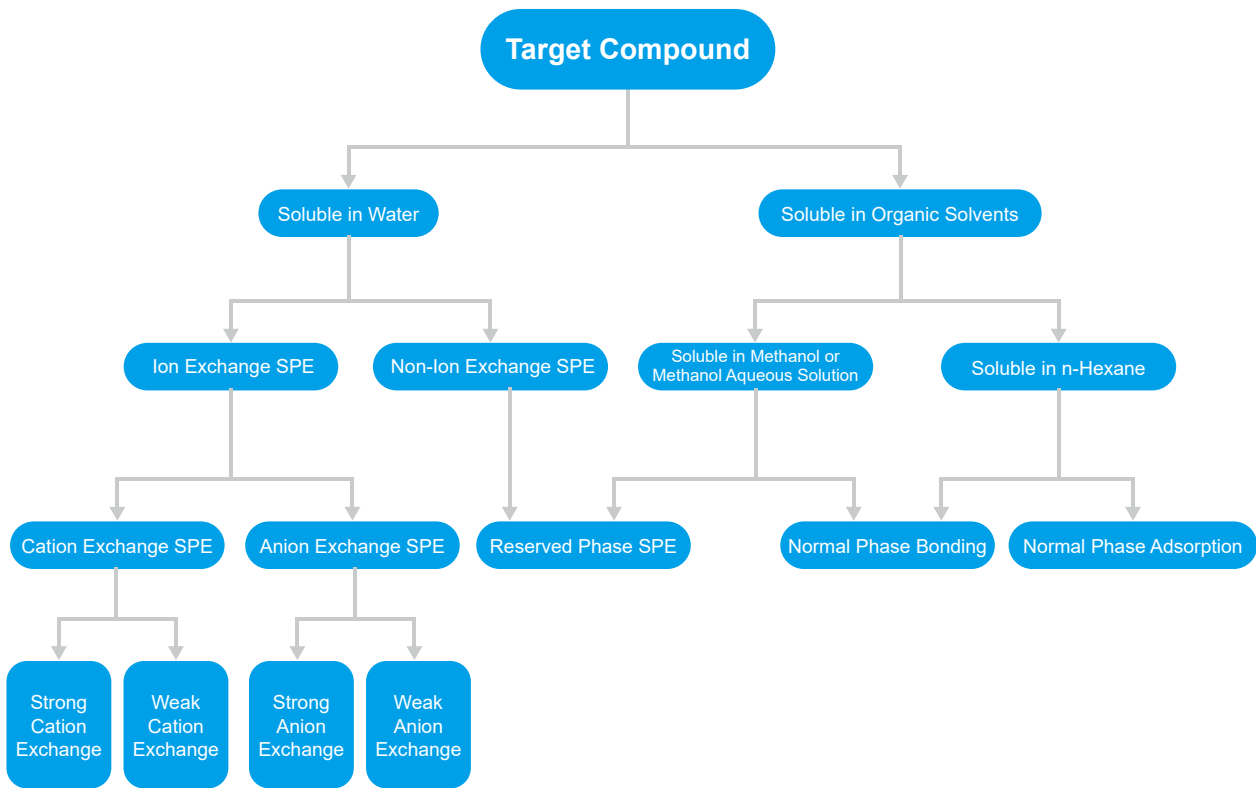 Target Compound
Soluble in Water
Soluble in Organic Solvents
Ion Exchange SPE
Non-Ion Exchange SPE
Soluble in Methanol or
Methanol Aqueous Solution
Soluble in n-Hexane
Cation Exchange SPE
Anion Exchange SPE
Reserved Phase SPE
Normal Phase Bonding
Normal Phase Adsorption
Strong
Cation
Exchange
Weak
Cation
Exchange
Strong
Anion
Exchange
Weak
Anion
Exchange